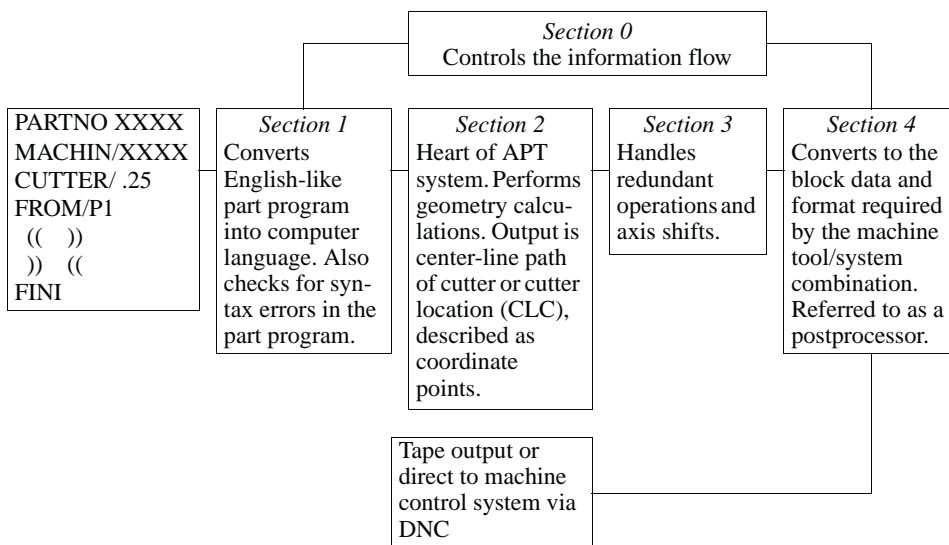 Section 0
Controls the information flow
PARTNO XXXX
MACHIN/XXXX
CUTTER/ .25
FROM/P1
((    ))
))    ((
FINI
Section 1
Converts
English-like
part program
into computer
language. Also
checks for syn-
tax errors in the
part program.
Section 2
Heart of APT
system. Performs
geometry calcu-
lations. Output is
center-line path
of cutter or cutter
location (CLC),
described as
coordinate
points.
Section 3
Handles
redundant
operations and
axis shifts.
Section 4
Converts to the
block data and
format required
by the machine
tool/system
combination.
Referred to as a
postprocessor.
Tape output or
direct to machine
control system via
DNC